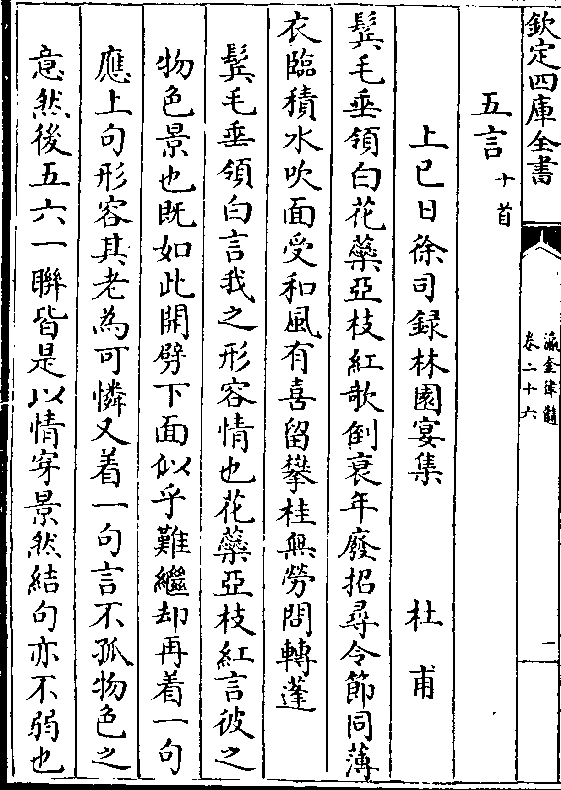 欽定四庫全書
瀛奎律髓
卷二十六
二
五言十首
上巳日徐司録林園宴集 杜甫
鬂毛垂領白花蘂亞枝紅欹倒衰年廢招尋令節同薄
衣臨積水吹面受和風有喜留攀桂無勞問轉蓬
鬂毛垂領白言我之形容情也花蘂亞枝紅言彼之
物色景也既如此開劈下面似乎難繼却再着一句
應上句形容其老為可憐又着一句言不孤物色之
意然後五六一聨皆是以情穿景然結句亦不弱也